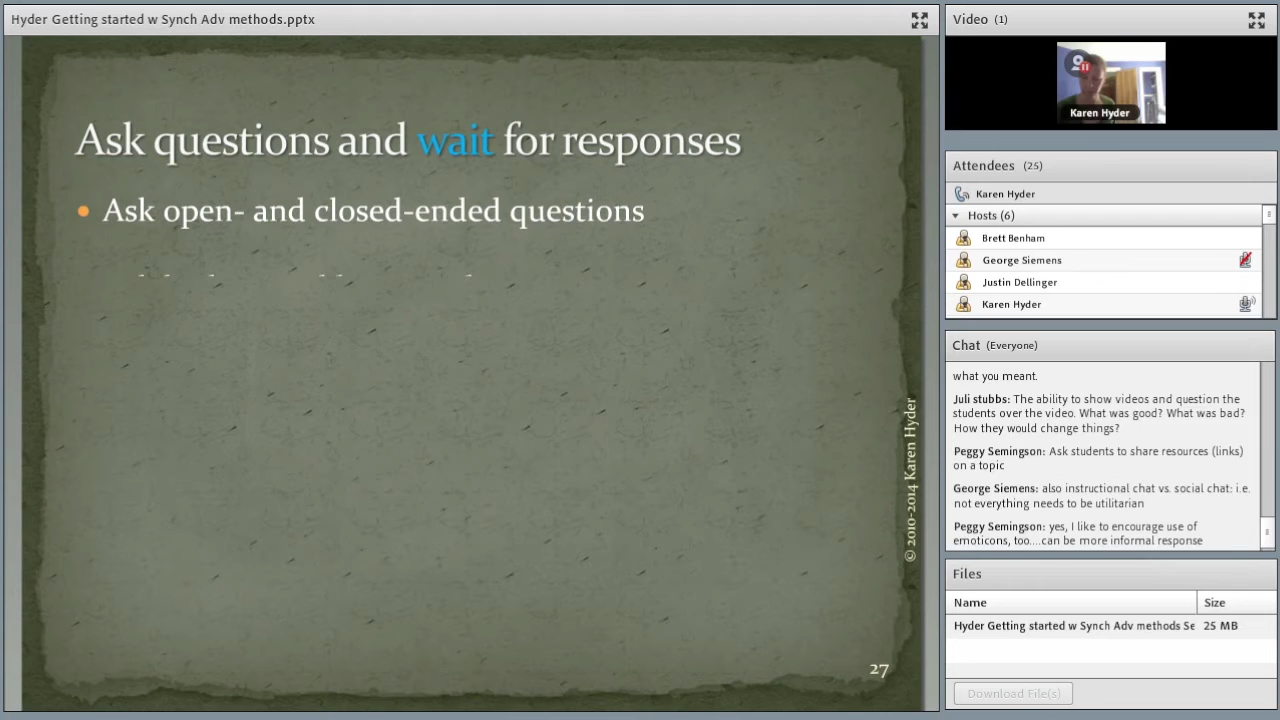 Hyder Getting started w Synch Adv methods.pptx
Ask questions and wait for responses
• Ask open- and closed-ended questions
© 2010-2014 Karen Hyder
27
Video (1)
Karen Hyder
Attendees (25)
Karen Hyder
Hosts (6)
Brett Benham
George Siemens
Justin Dellinger
Karen Hyder
Chat (Everyone)
what you meant.
Juli stubbs: The ability to show videos and question the
students over the video. What was good? What was bad?
How they would change things?
Peggy Semingson: Ask students to share resources (links)
on a topic
George Siemens: also instructional chat vs. social chat: i.e.
not everything needs to be utilitarian
Peggy Semingson: yes, I like to encourage use of
emoticons, too....can be more informal response
Files
Name Size
Hyder Getting started w Synch Adv methods Se 25 MB
Download File(s)